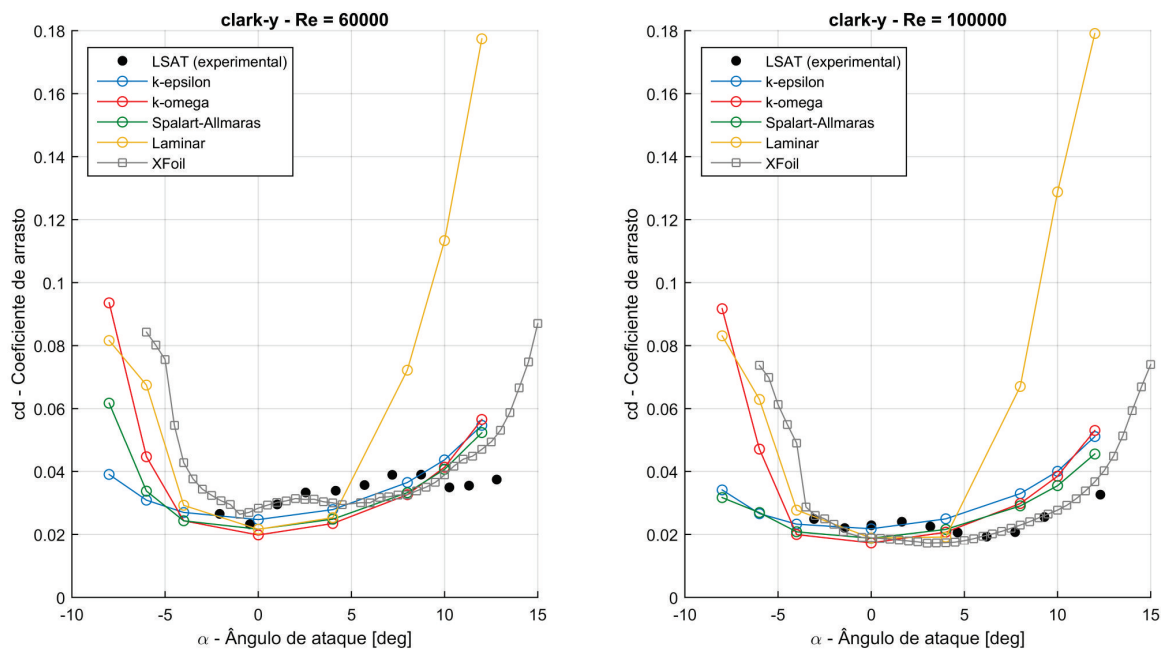 clark-y - Re = 60000
0.18
0.16
0.14
0.12
0.1
0.08
0.06
0.04
0.02
0
cd - Coeficiente de arrasto
LSAT (experimental)
k-epsilon
k-omega
Spalart-Allmaras
Laminar
XFoil
-10
-5
0
5
10
15
α - Ângulo de ataque [deg]
clark-y - Re = 100000
0.18
0.16
0.14
0.12
0.1
0.08
0.06
0.04
0.02
0
cd - Coeficiente de arrasto
LSAT (experimental)
k-epsilon
k-omega
Spalart-Allmaras
Laminar
XFoil
-10
-5
0
5
10
15
α - Ângulo de ataque [deg]